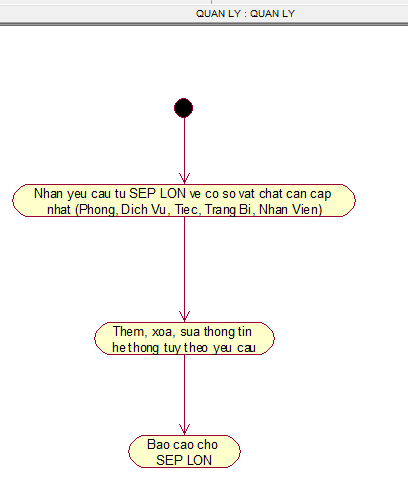 QUAN LY : QUAN LY
Nhan yeu cau tu SEP LON ve co so vat chat can cap
nhat (Phong, Dich Vu, Tiec, Trang Bi, Nhan Vien)
Them, xoa, sua thong tin
he thong tuy theo yeu cau
Bao cao cho
SEP LON